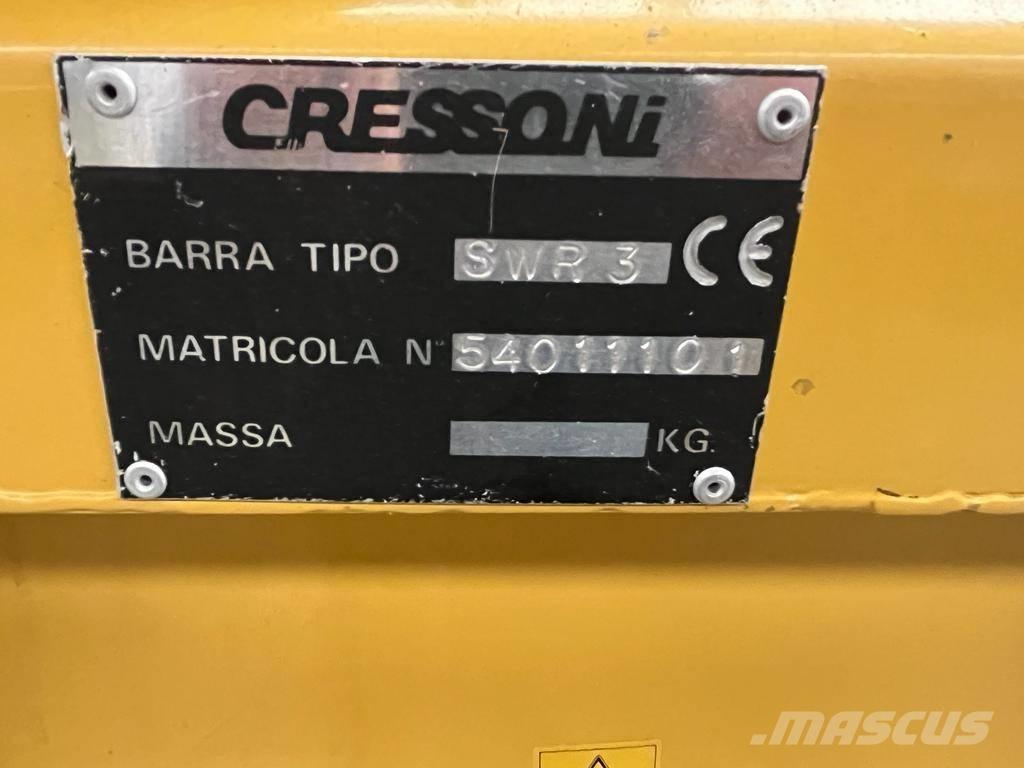 CRESSONi
BARRA TIPO SWR 3 CE
MATRICOLA N° 54011101
MASSA KG.
MASCUS